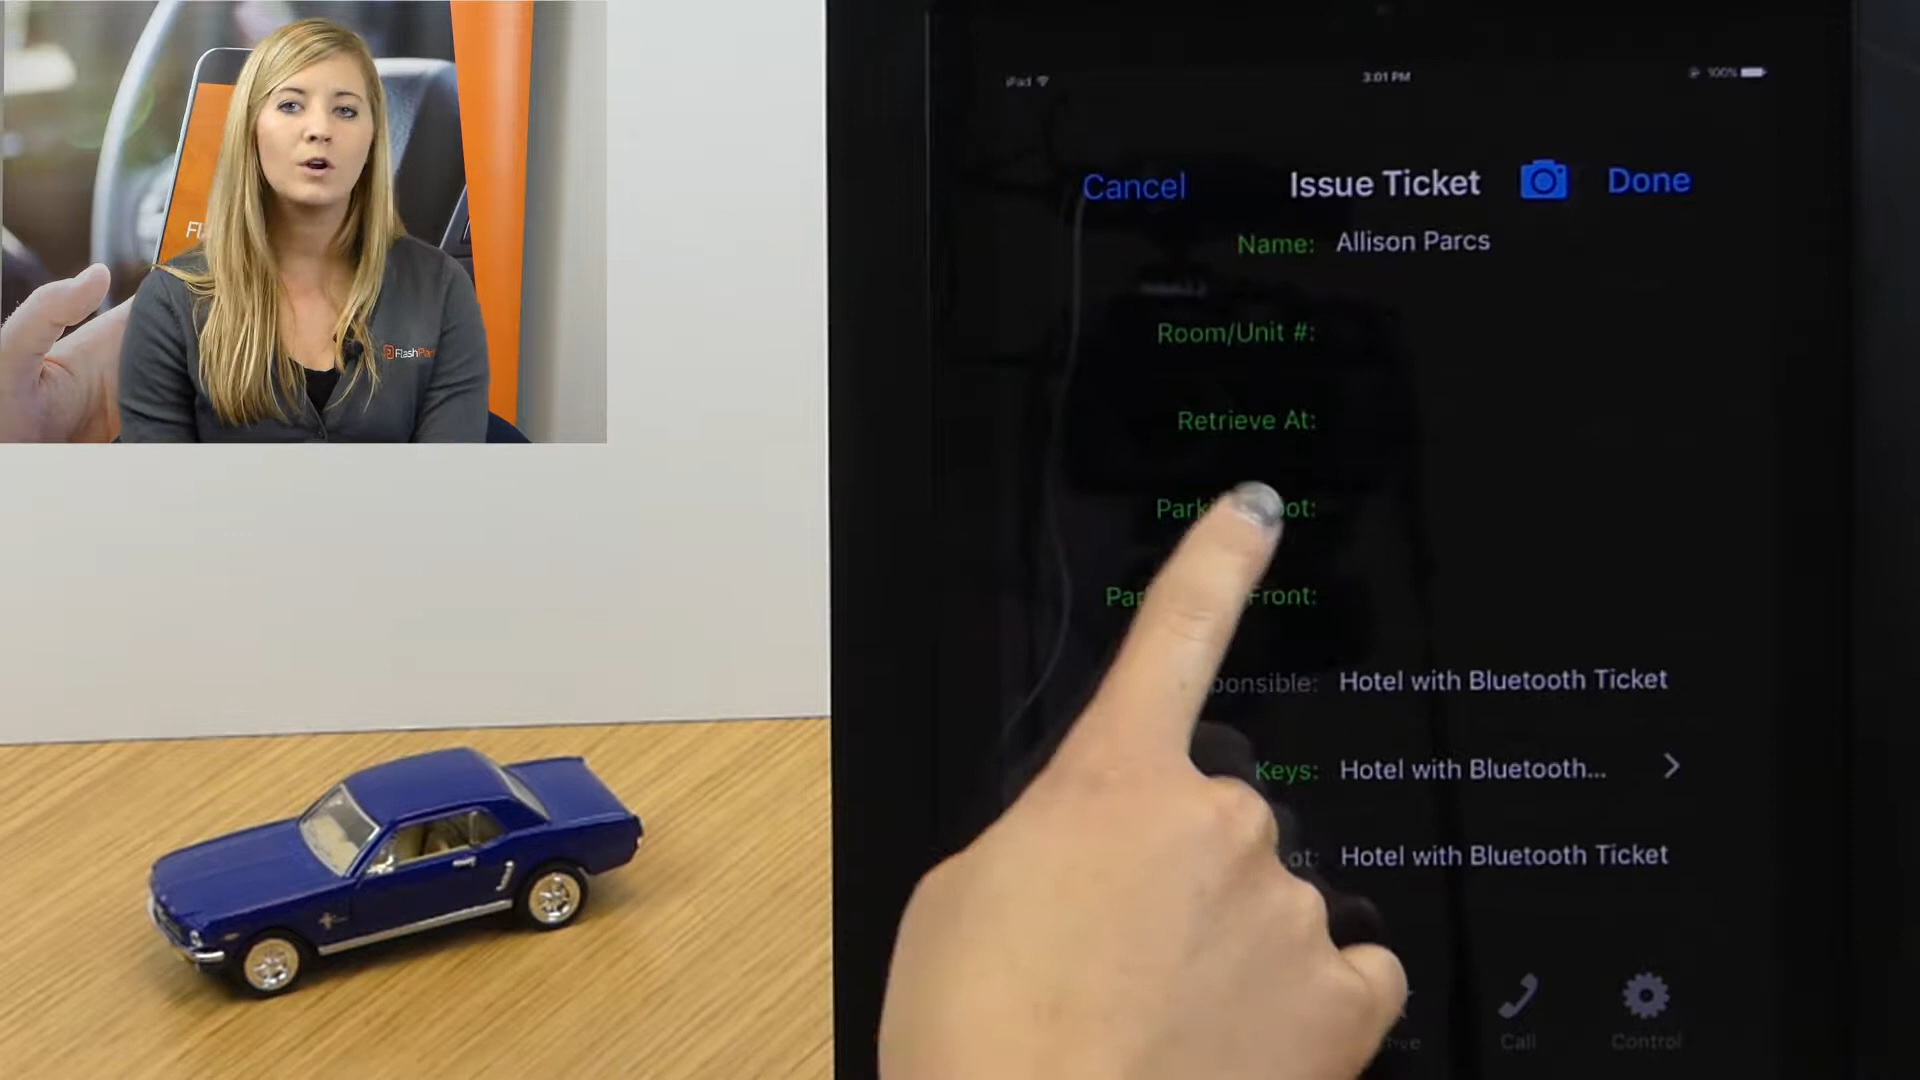 iPad
3:01 PM
100%
Cancel
Issue Ticket
Done
Name: Allison Parcs
Room/Unit #:
Retrieve At:
Front:
Hotel with Bluetooth Ticket
Keys: Hotel with Bluetooth...
Hotel with Bluetooth Ticket
Call
Control